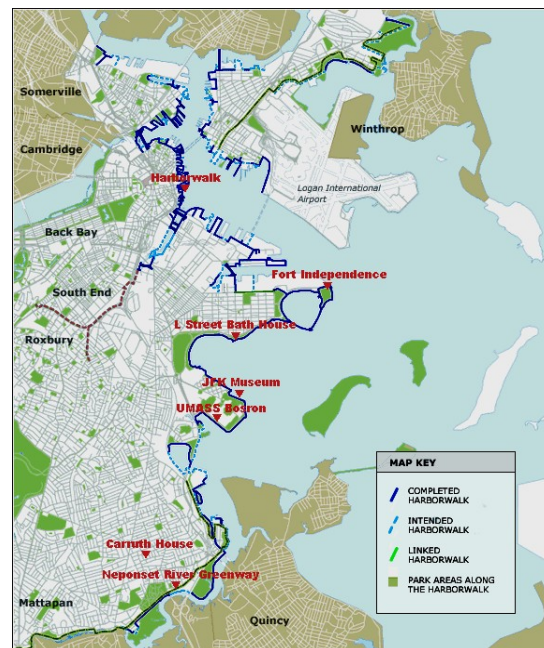 Somerville
Winthrop
Cambridge
Harborwalk
Logan International
Airport
Back Bay
Fort Independence
South End
L Street Bath House
Roxbury
JFK Museum
UMASS Bosron
MAP KEY
COMPLETED
HARBORWALK
INTENDED
HARBORWALK
LINKED
HARBORWALK
PARK AREAS ALONG
THE HARBORWALK
Carruth House
Neponset River Greenway
Mattapan
Quincy